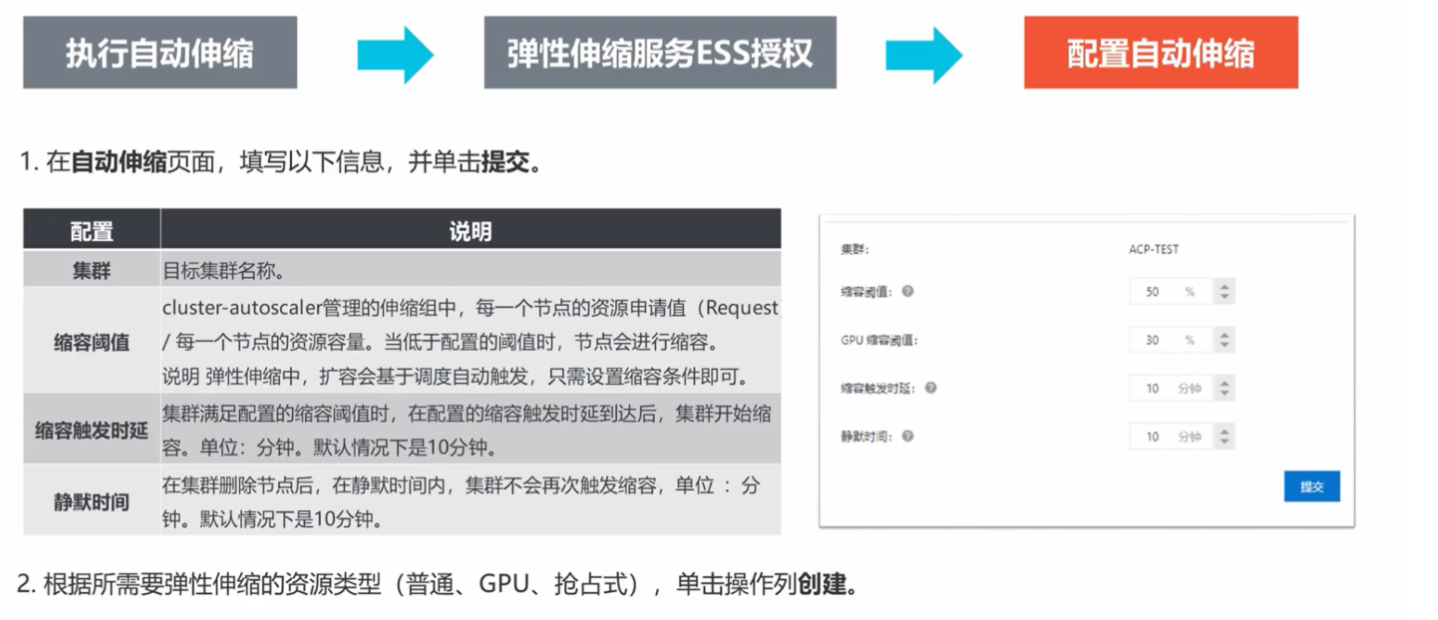 执行自动伸缩
弹性伸缩服务ESS授权
配置自动伸缩
1. 在自动伸缩页面，填写以下信息，并单击提交。
配置
说明
集群
目标集群名称。
缩容阈值
cluster-autoscaler管理的伸缩组中，每一个节点的资源申请值（Request
/ 每一个节点的资源容量。当低于配置的阈值时，节点会进行缩容。
说明 弹性伸缩中，扩容会基于调度自动触发，只需设置缩容条件即可。
缩容触发时延
集群满足配置的缩容阈值时，在配置的缩容触发时延到达后，集群开始缩
容。单位：分钟。默认情况下是10分钟。
静默时间
在集群删除节点后，在静默时间内，集群不会再次触发缩容，单位 ：分
钟。默认情况下是10分钟。
集群:
ACP-TEST
缩容阈值:
50 %
GPU 缩容阈值:
30 %
缩容触发时延:
10 分钟
静默时间:
10 分钟
提交
2. 根据所需要弹性伸缩的资源类型（普通、GPU、抢占式），单击操作列创建。